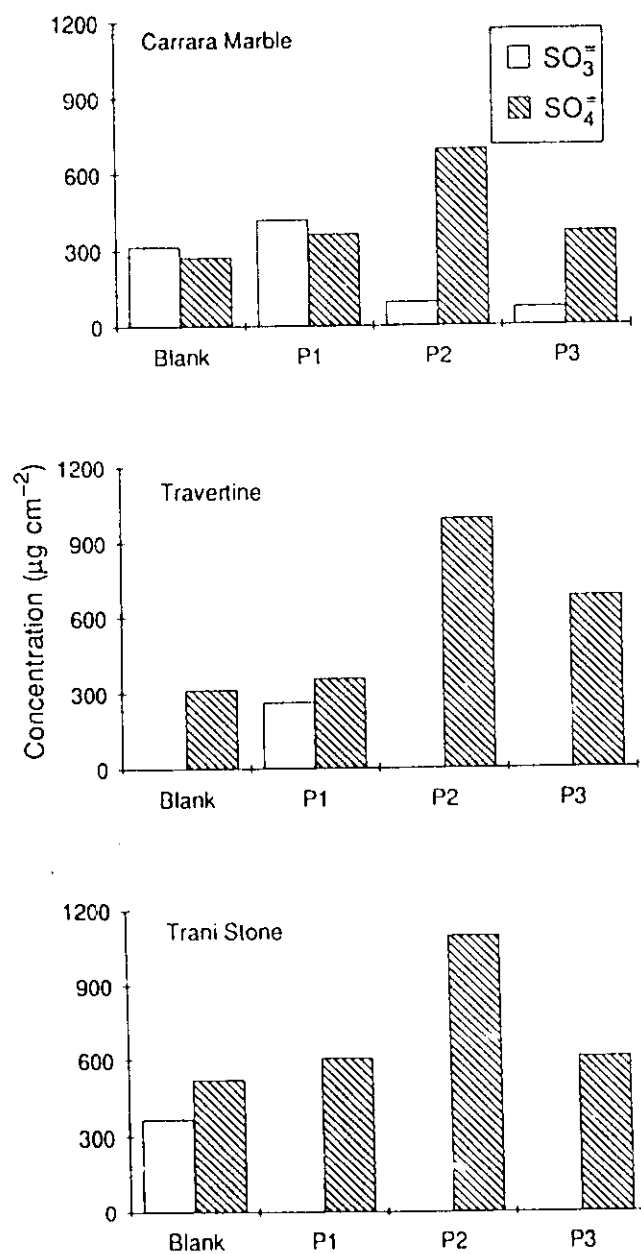 1200
Carrara Marble
SO₃⁼
SO₄⁼
900
600
300
0
Blank P1 P2 P3
Concentration (µg cm⁻²)
1200
Travertine
900
600
300
0
Blank P1 P2 P3
1200
Trani Stone
900
600
300
0
Blank P1 P2 P3